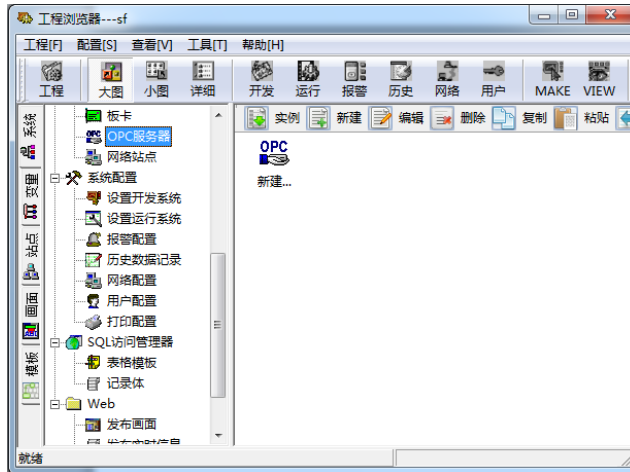 工程浏览器---sf
工程[F] 配置[S] 查看[V] 工具[T] 帮助[H]
工程 大图 小图 详细 开发 运行 报警 历史 网络 用户 MAKE VIEW
实例 新建 编辑 删除 复制 粘贴
系统
变量
站点
画面
模板
板卡
OPC服务器
网络站点
系统配置
设置开发系统
设置运行系统
报警配置
历史数据记录
网络配置
用户配置
打印配置
SQL访问管理器
表格模板
记录体
Web
发布画面
发布实时信息
OPC
新建...
就绪